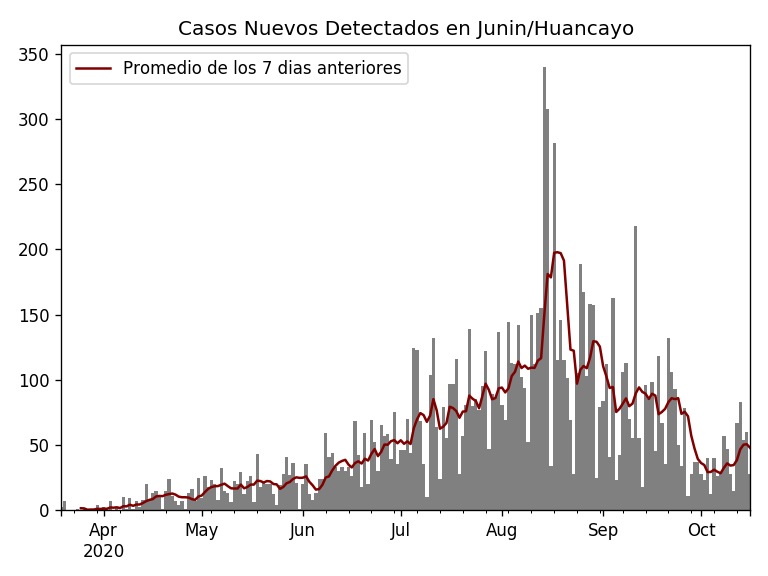 Casos Nuevos Detectados en Junin/Huancayo
Promedio de los 7 dias anteriores
350
300
250
200
150
100
50
0
Apr
2020
May
Jun
Jul
Aug
Sep
Oct